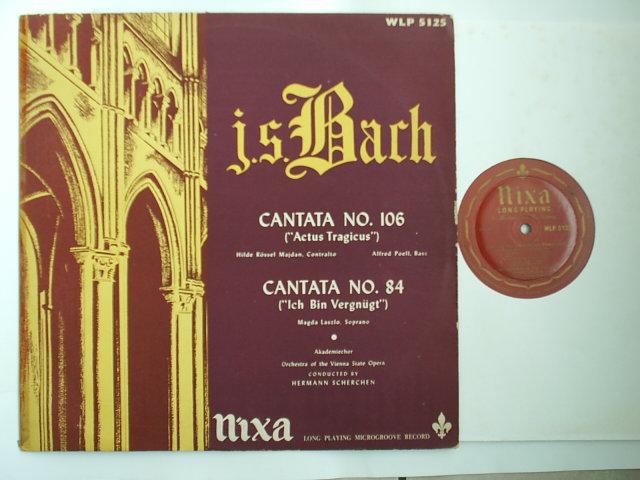 WLP 5125
j.s. Bach
CANTATA NO. 106
("Actus Tragicus")
Hilde Rössel Majdan, Contralto Alfred Poell, Bass
CANTATA NO. 84
("Ich Bin Vergnügt")
Magda Laszlo, Soprano
Akademiecher
Orchestra of the Vienna State Opera
CONDUCTED BY
HERMANN SCHERCHEN
nixa LONG PLAYING MICROGROOVE RECORD
nixa
LONG PLAYING
WLP